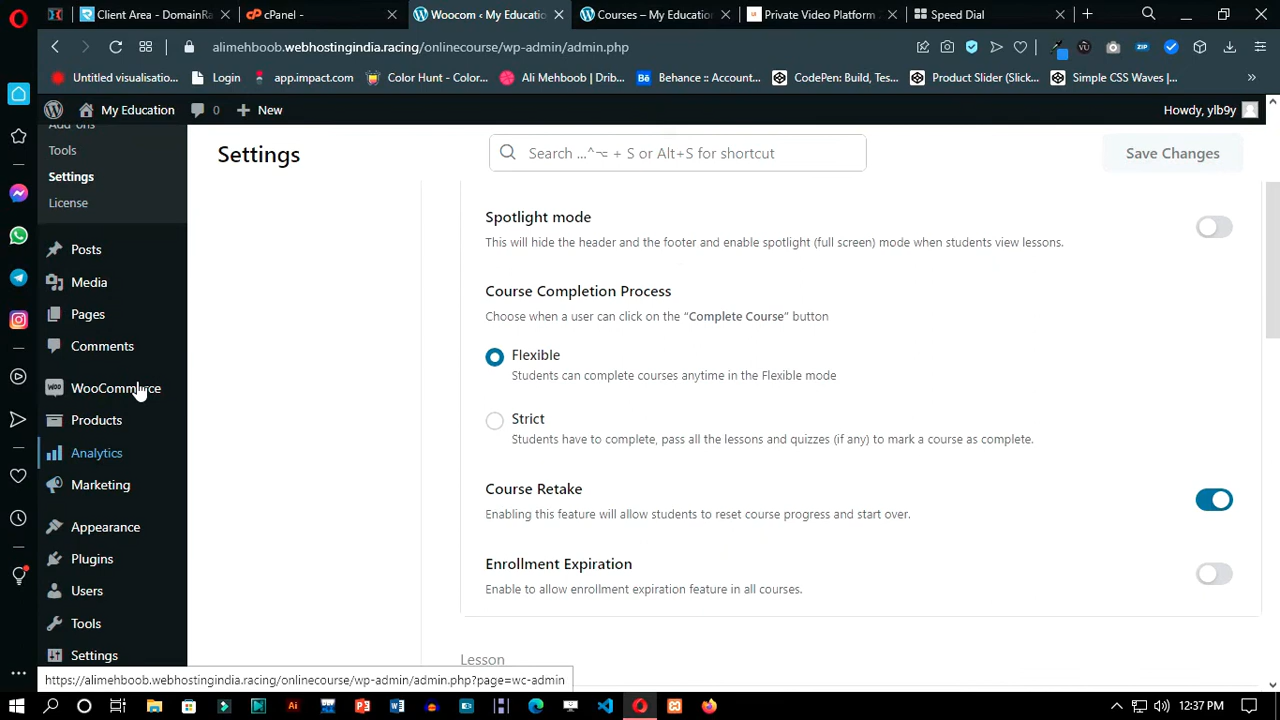 Client Area - DomainRa
cPanel -
Woocom ‹ My Educatio
Courses – My Education
Private Video Platform
Speed Dial
alimehboob.webhostingindia.racing/onlinecourse/wp-admin/admin.php
Untitled visualisatio...
Login
app.impact.com
Color Hunt - Color...
Ali Mehboob | Drib...
Behance :: Account...
CodePen: Build, Tes...
Product Slider (Slick...
Simple CSS Waves |...
My Education
0
New
Howdy, ylb9y
Add-ons
Tools
Settings
License
Posts
Media
Pages
Comments
WooCommerce
Products
Analytics
Marketing
Appearance
Plugins
Users
Tools
Settings
Settings
Search ...^⌥ + S or Alt+S for shortcut
Save Changes
Spotlight mode
This will hide the header and the footer and enable spotlight (full screen) mode when students view lessons.
Course Completion Process
Choose when a user can click on the “Complete Course” button
Flexible
Students can complete courses anytime in the Flexible mode
Strict
Students have to complete, pass all the lessons and quizzes (if any) to mark a course as complete.
Course Retake
Enabling this feature will allow students to reset course progress and start over.
Enrollment Expiration
Enable to allow enrollment expiration feature in all courses.
Lesson
https://alimehboob.webhostingindia.racing/onlinecourse/wp-admin/admin.php?page=wc-admin
12:37 PM